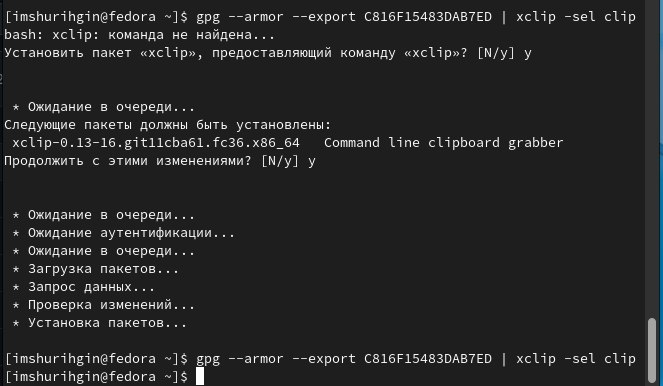 [imshurihgin@fedora ~]$ gpg --armor --export C816F15483DAB7ED | xclip -sel clip
bash: xclip: команда не найдена...
Установить пакет «xclip», предоставляющий команду «xclip»? [N/y] y
* Ожидание в очереди...
Следующие пакеты должны быть установлены:
xclip-0.13-16.git11cba61.fc36.x86_64   Command line clipboard grabber
Продолжить с этими изменениями? [N/y] y
* Ожидание в очереди...
* Ожидание аутентификации...
* Ожидание в очереди...
* Загрузка пакетов...
* Запрос данных...
* Проверка изменений...
* Установка пакетов...
[imshurihgin@fedora ~]$ gpg --armor --export C816F15483DAB7ED | xclip -sel clip
[imshurihgin@fedora ~]$